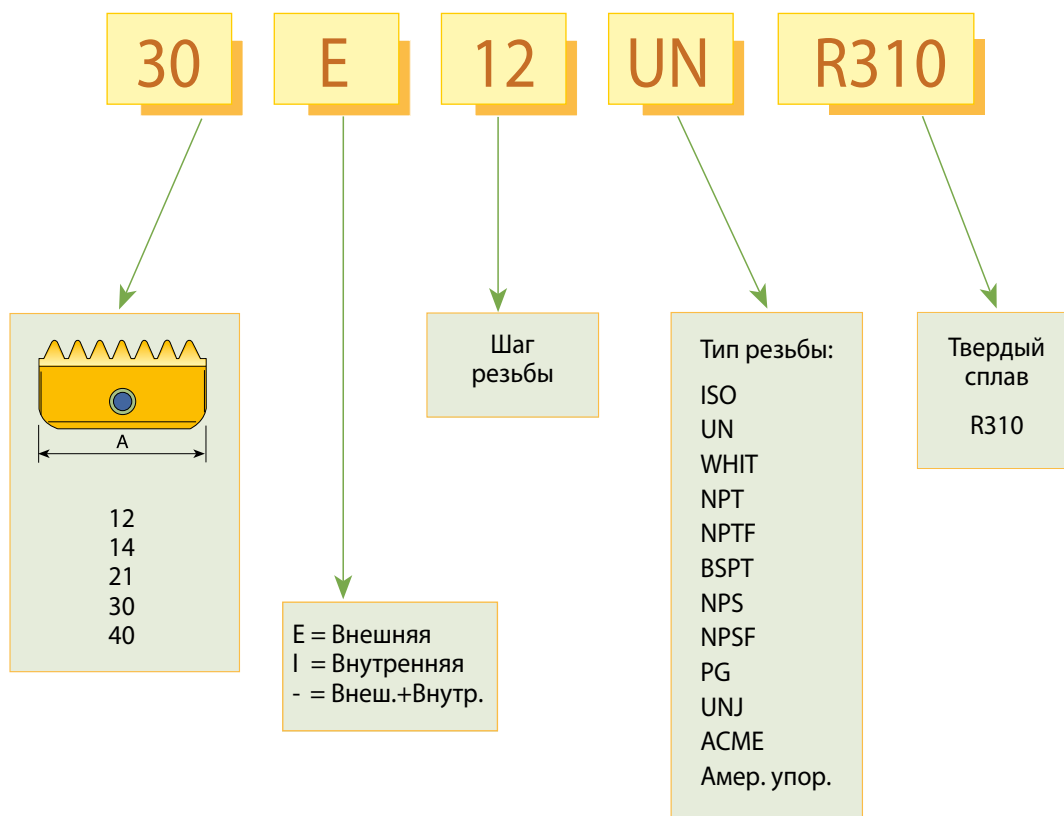 30 E 12 UN R310
A
12
14
21
30
40
E = Внешняя
I = Внутренняя
- = Внеш.+Внутр.
Шаг
резьбы
Тип резьбы:
ISO
UN
WHIT
NPT
NPTF
BSPT
NPS
NPSF
PG
UNJ
ACME
Амер. упор.
Твердый
сплав
R310